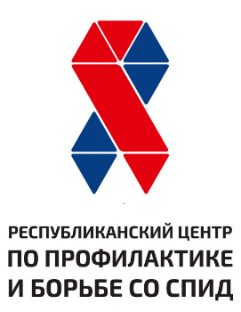 РЕСПУБЛИКАНСКИЙ ЦЕНТР
ПО ПРОФИЛАКТИКЕ
И БОРЬБЕ СО СПИД